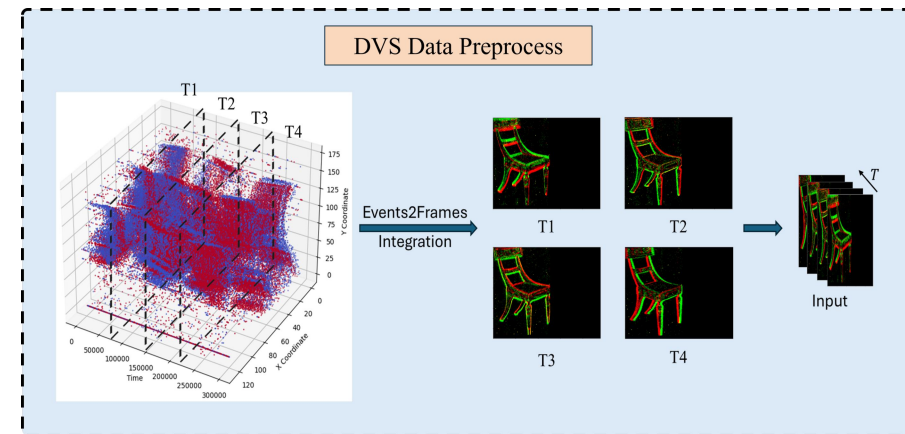 DVS Data Preprocess
T1
T2
T3
T4
175
150
125
100
75
50
25
0
Y Coordinate
0
20
40
60
80
100
120
X Coordinate
0
50000
100000
150000
200000
250000
300000
Time
Events2Frames
Integration
T1
T2
T3
T4
T
Input